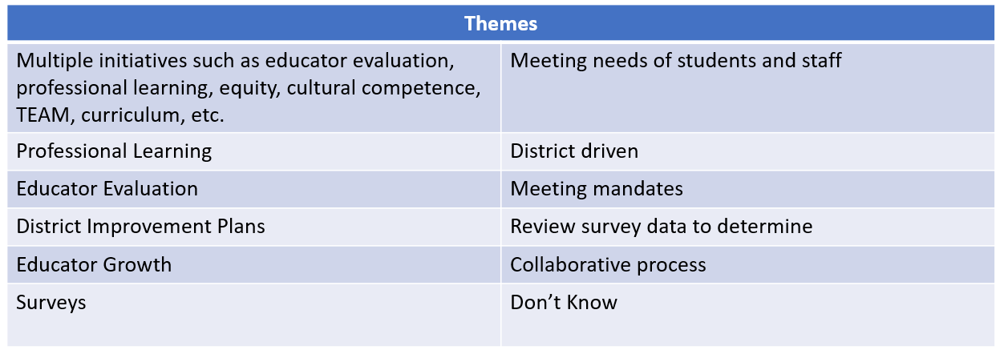 Themes
Multiple initiatives such as educator evaluation,
professional learning, equity, cultural competence,
TEAM, curriculum, etc.
Meeting needs of students and staff
Professional Learning
District driven
Educator Evaluation
Meeting mandates
District Improvement Plans
Review survey data to determine
Educator Growth
Collaborative process
Surveys
Don’t Know